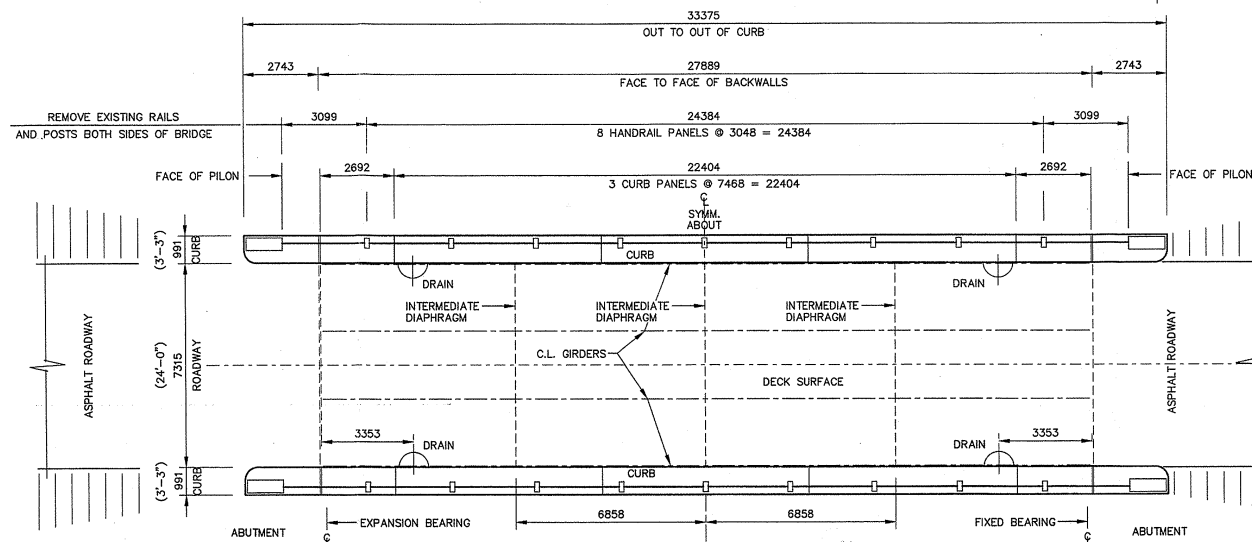 33375
OUT TO OUT OF CURB
2743
27889
2743
FACE TO FACE OF BACKWALLS
REMOVE EXISTING RAILS
AND POSTS BOTH SIDES OF BRIDGE
3099
24384
3099
8 HANDRAIL PANELS @ 3048 = 24384
FACE OF PILON
2692
22404
2692
FACE OF PILON
3 CURB PANELS @ 7468 = 22404
℄
SYMM.
ABOUT
(3'-3")
991
CURB
CURB
DRAIN
DRAIN
INTERMEDIATE
DIAPHRAGM
INTERMEDIATE
DIAPHRAGM
INTERMEDIATE
DIAPHRAGM
ASPHALT ROADWAY
(24'-0")
7315
ROADWAY
C.L. GIRDERS
DECK SURFACE
ASPHALT ROADWAY
3353
DRAIN
DRAIN
3353
(3'-3")
991
CURB
CURB
ABUTMENT
℄
EXPANSION BEARING
6858
6858
FIXED BEARING
℄
ABUTMENT